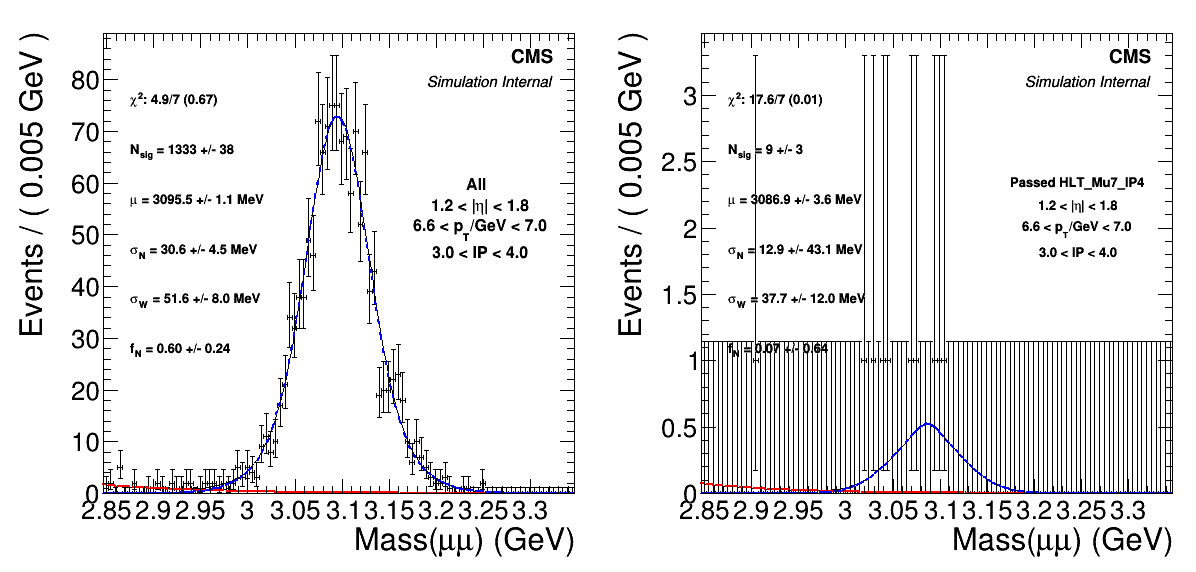 Events / ( 0.005 GeV )
CMS
Simulation Internal
χ²: 4.9/7 (0.67)
N_sig = 1333 +/- 38
μ = 3095.5 +/- 1.1 MeV
σ_N = 30.6 +/- 4.5 MeV
σ_W = 51.6 +/- 8.0 MeV
f_N = 0.60 +/- 0.24
All
1.2 < |η| < 1.8
6.6 < p_T/GeV < 7.0
3.0 < IP < 4.0
80
70
60
50
40
30
20
10
0
2.85 2.9 2.95 3 3.05 3.1 3.15 3.2 3.25 3.3
Mass(μμ) (GeV)
Events / ( 0.005 GeV )
CMS
Simulation Internal
χ²: 17.6/7 (0.01)
N_sig = 9 +/- 3
μ = 3086.9 +/- 3.6 MeV
σ_N = 12.9 +/- 43.1 MeV
σ_W = 37.7 +/- 12.0 MeV
f_N = 0.07 +/- 0.64
Passed HLT_Mu7_IP4
1.2 < |η| < 1.8
6.6 < p_T/GeV < 7.0
3.0 < IP < 4.0
3
2.5
2
1.5
1
0.5
0
2.85 2.9 2.95 3 3.05 3.1 3.15 3.2 3.25 3.3
Mass(μμ) (GeV)